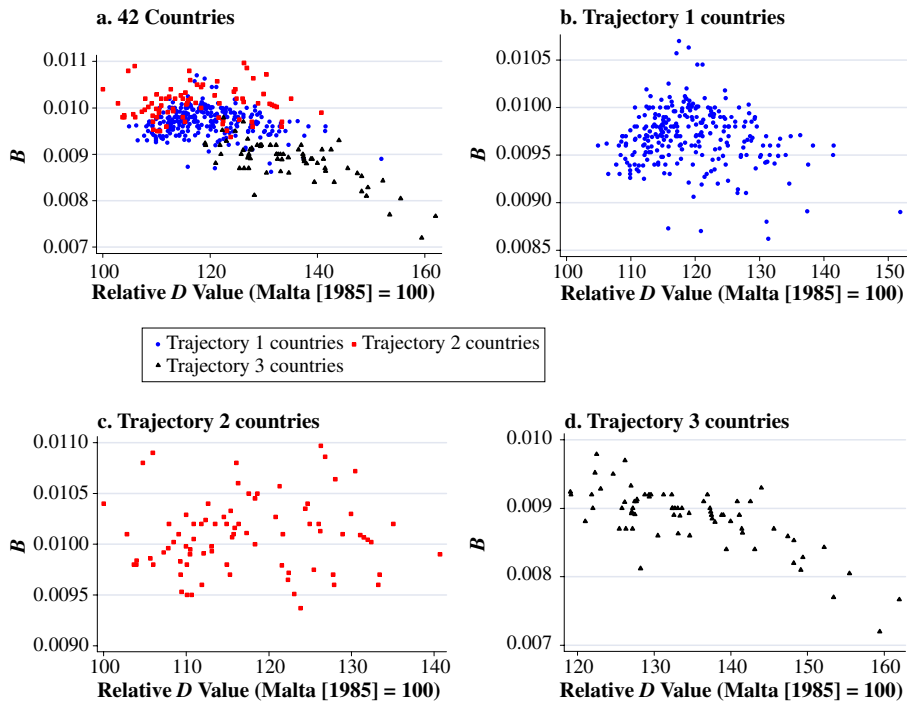 a. 42 Countries
0.011
0.010
0.009
0.008
0.007
B
100 120 140 160
Relative D Value (Malta [1985] = 100)
b. Trajectory 1 countries
0.0105
0.0100
0.0095
0.0090
0.0085
B
100 110 120 130 140 150
Relative D Value (Malta [1985] = 100)
Trajectory 1 countries Trajectory 2 countries
Trajectory 3 countries
c. Trajectory 2 countries
0.0110
0.0105
0.0100
0.0095
0.0090
B
100 110 120 130 140
Relative D Value (Malta [1985] = 100)
d. Trajectory 3 countries
0.010
0.009
0.008
0.007
B
120 130 140 150 160
Relative D Value (Malta [1985] = 100)